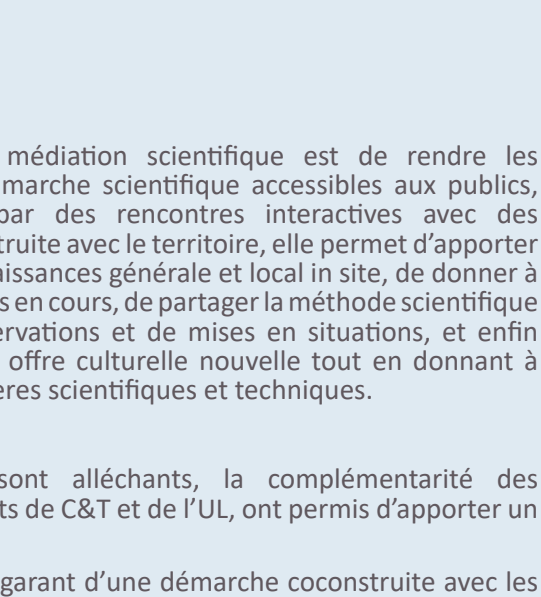 médiation scientifique est de rendre les
marche scientifique accessibles aux publics,
par des rencontres interactives avec des
truite avec le territoire, elle permet d’apporter
aissances générale et local in site, de donner à
s en cours, de partager la méthode scientifique
ervations et de mises en situations, et enfin
offre culturelle nouvelle tout en donnant à
ères scientifiques et techniques.
sont alléchants, la complémentarité des
ts de C&T et de l’UL, ont permis d’apporter un
garant d’une démarche coconstruite avec les